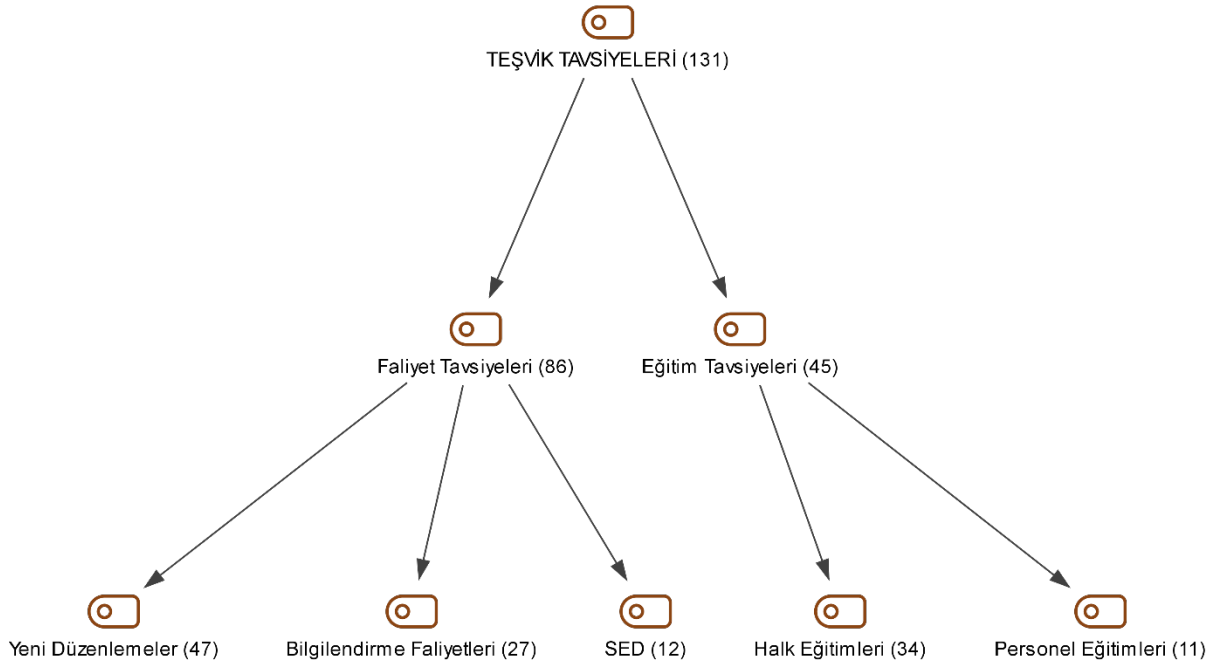 TEŞVİK TAVSİYELERİ (131)
Faliyet Tavsiyeleri (86)
Eğitim Tavsiyeleri (45)
Yeni Düzenlemeler (47)
Bilgilendirme Faliyetleri (27)
SED (12)
Halk Eğitimleri (34)
Personel Eğitimleri (11)